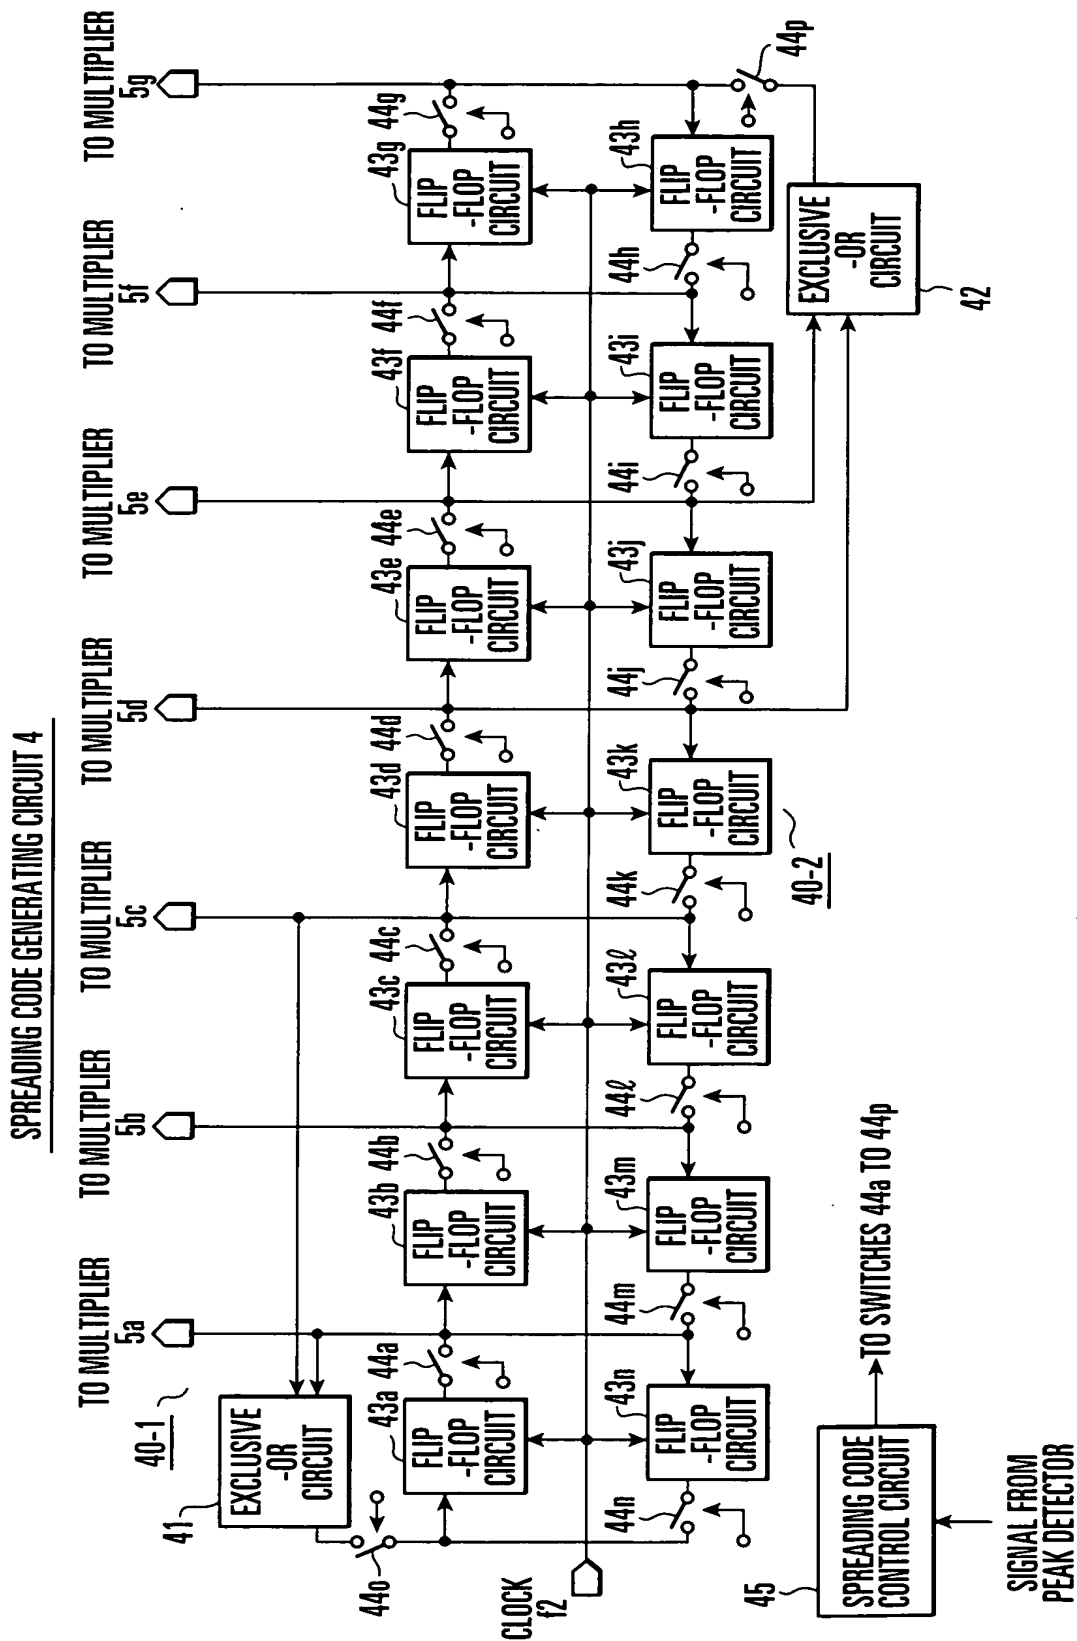 SPREADING CODE GENERATING CIRCUIT 4
TO MULTIPLIER
5a
TO MULTIPLIER
5b
TO MULTIPLIER
5c
TO MULTIPLIER
5d
TO MULTIPLIER
5e
TO MULTIPLIER
5f
TO MULTIPLIER
5g
40-1
41
EXCLUSIVE
-OR
CIRCUIT
44o
43a
FLIP
-FLOP
CIRCUIT
44a
43b
FLIP
-FLOP
CIRCUIT
44b
43c
FLIP
-FLOP
CIRCUIT
44c
43d
FLIP
-FLOP
CIRCUIT
44d
43e
FLIP
-FLOP
CIRCUIT
44e
43f
FLIP
-FLOP
CIRCUIT
44f
43g
FLIP
-FLOP
CIRCUIT
44g
CLOCK
f2
44n
43n
FLIP
-FLOP
CIRCUIT
44m
43m
FLIP
-FLOP
CIRCUIT
44ℓ
43ℓ
FLIP
-FLOP
CIRCUIT
44k
43k
FLIP
-FLOP
CIRCUIT
44j
43j
FLIP
-FLOP
CIRCUIT
44i
43i
FLIP
-FLOP
CIRCUIT
44h
43h
FLIP
-FLOP
CIRCUIT
44p
40-2
EXCLUSIVE
-OR
CIRCUIT
42
45
SPREADING CODE
CONTROL CIRCUIT
TO SWITCHES 44a TO 44p
SIGNAL FROM
PEAK DETECTOR